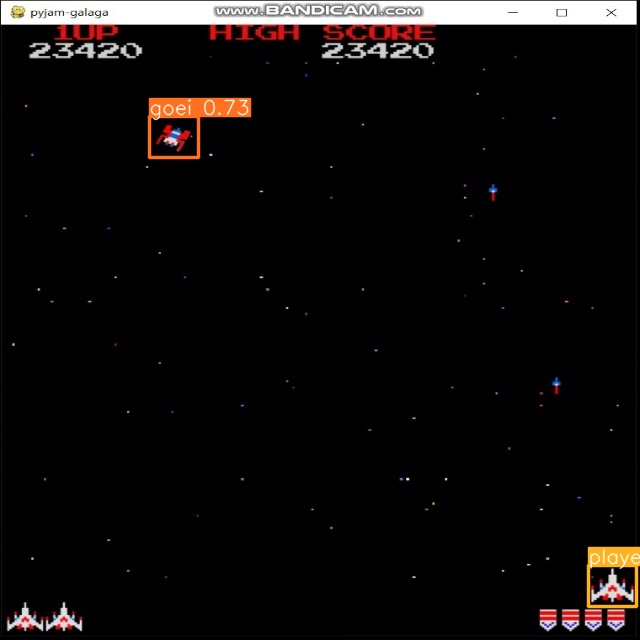 pyjam-galaga
www.BANDICAM.com
1UP HIGH SCORE
23420 23420
goei 0.73
playe